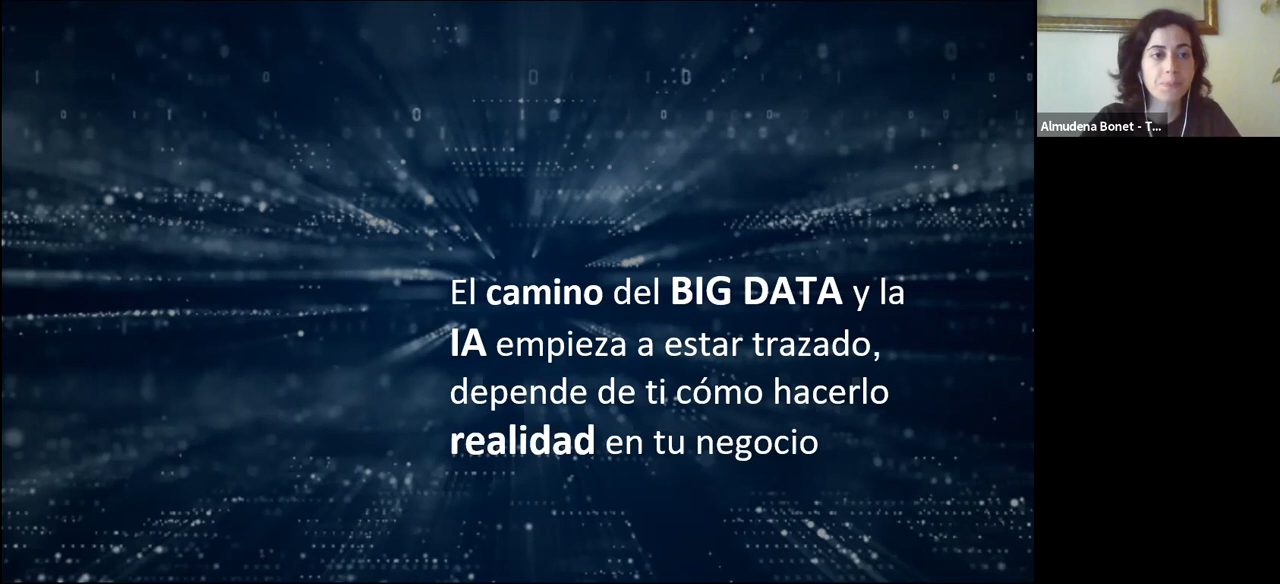 El camino del BIG DATA y la
IA empieza a estar trazado,
depende de ti cómo hacerlo
realidad en tu negocio
Almudena Bonet - T...